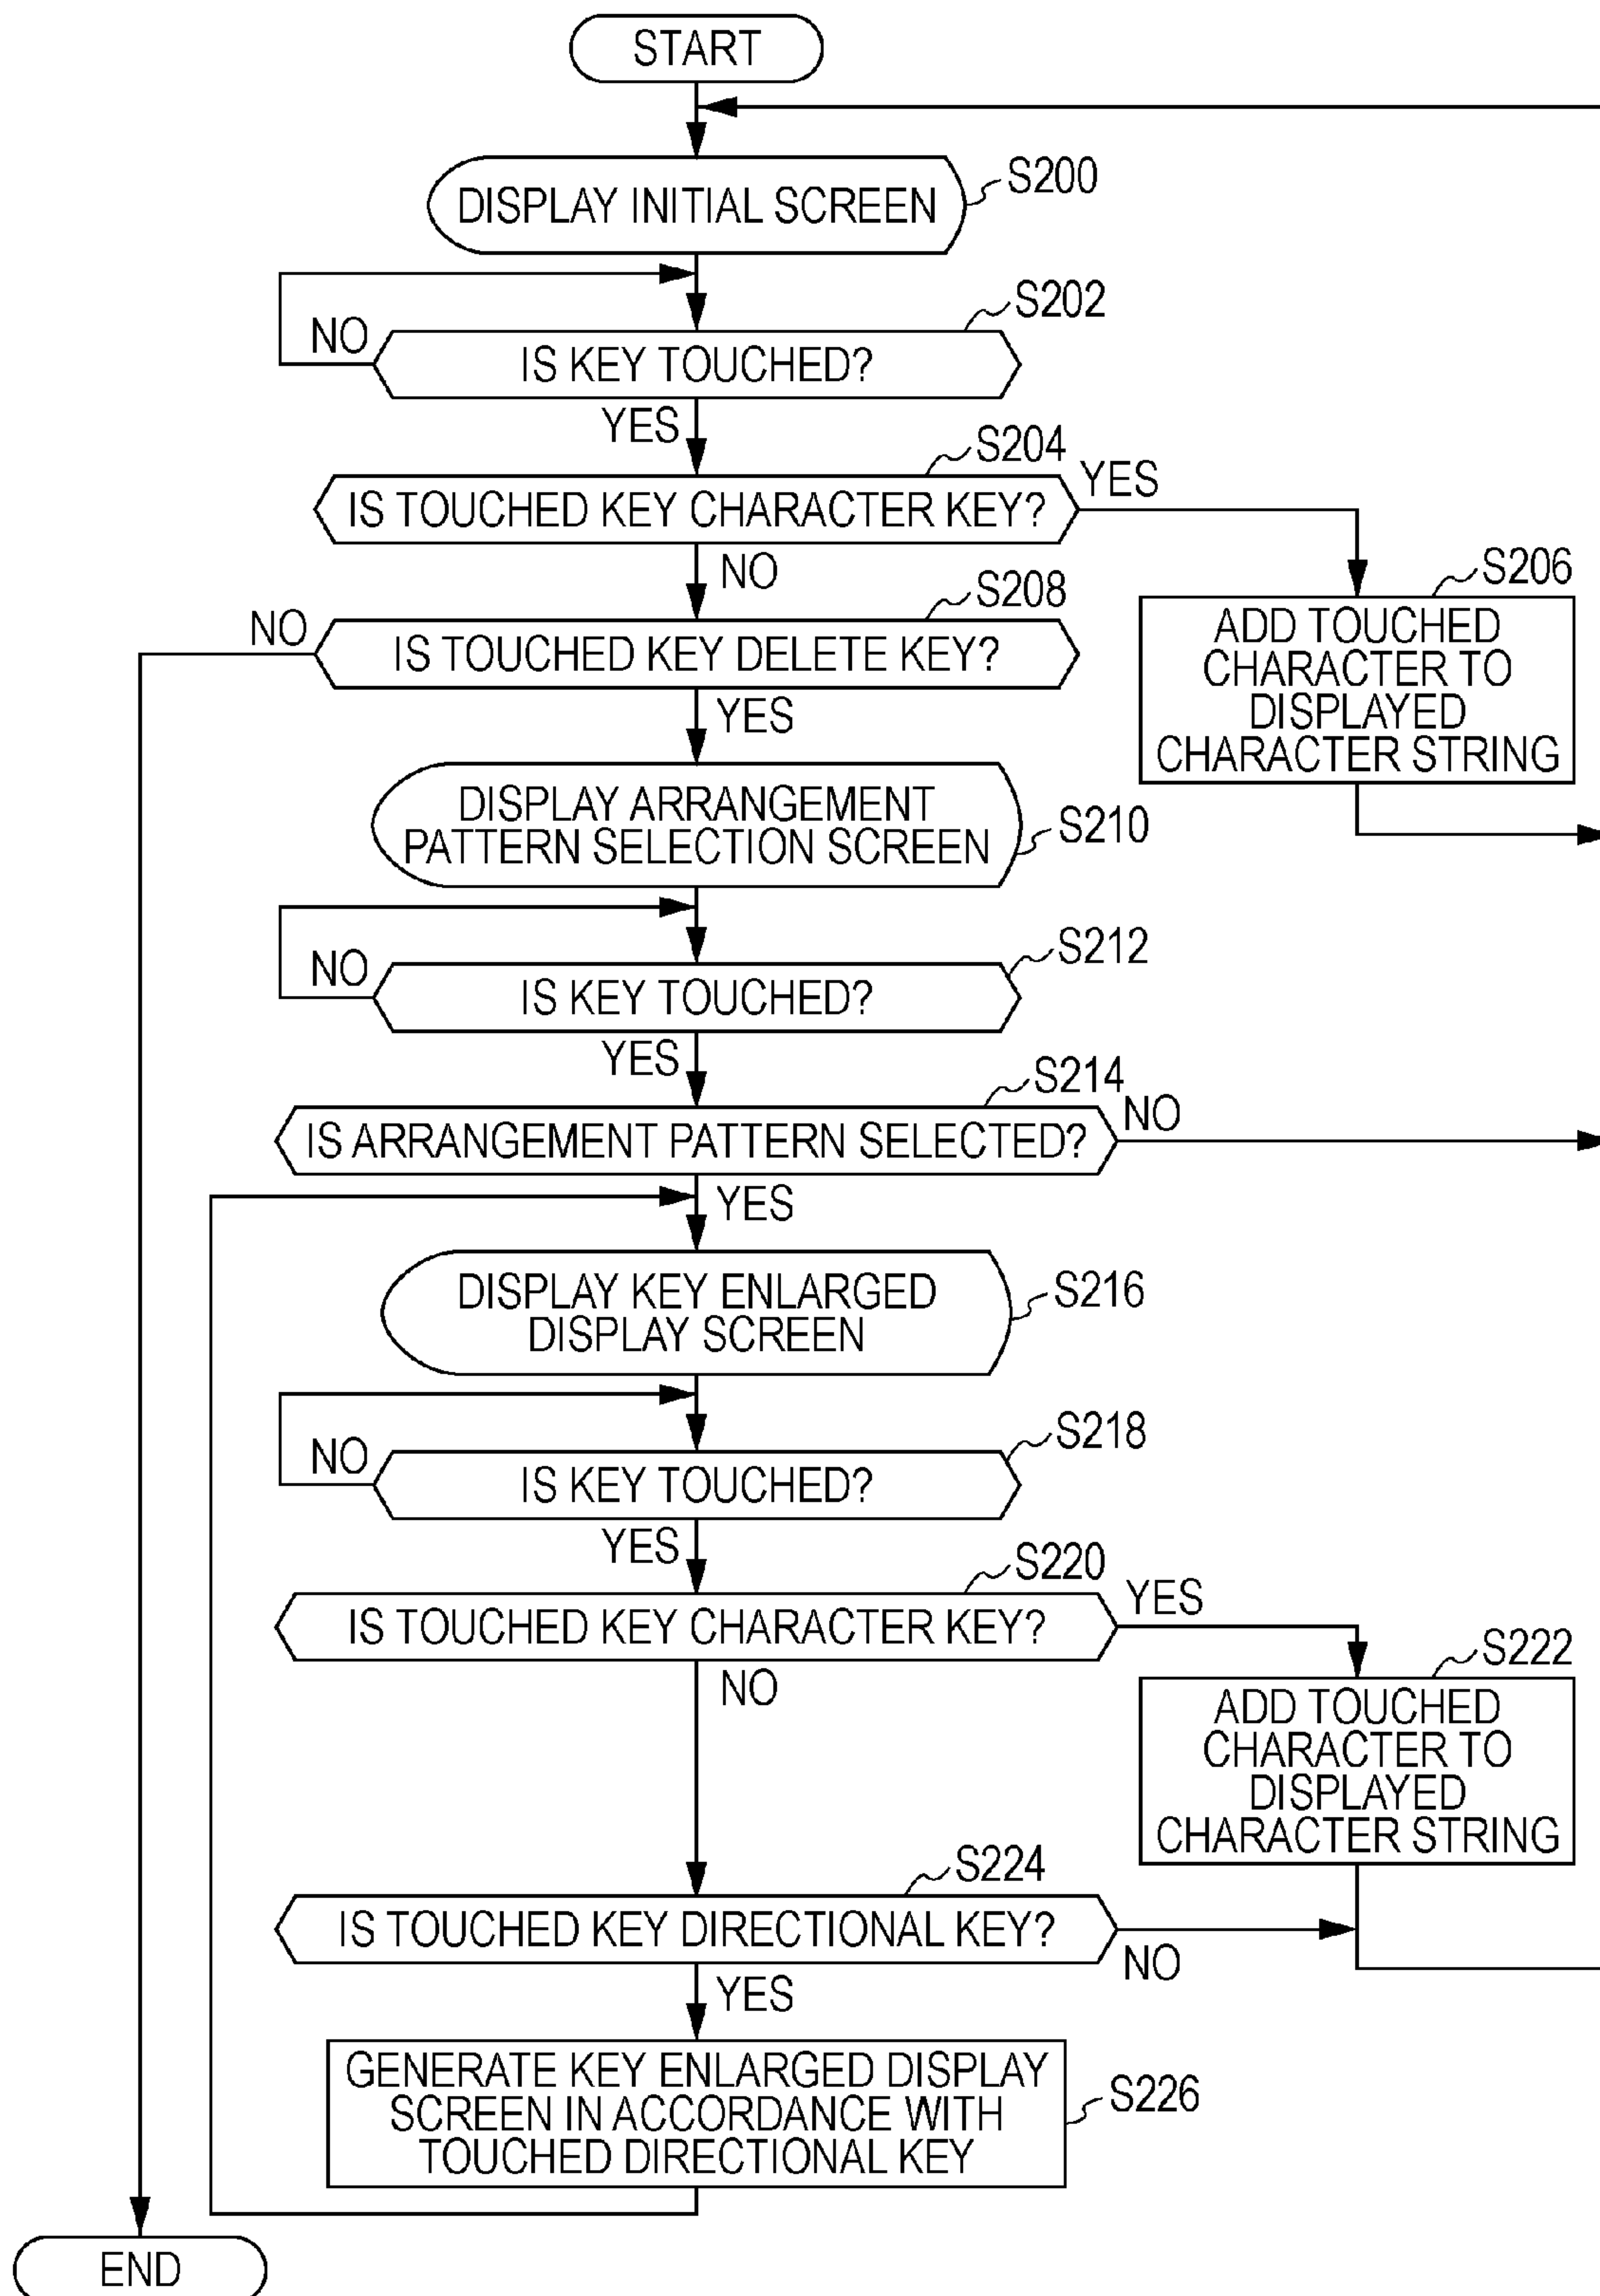 START
DISPLAY INITIAL SCREEN
S200
S202
NO
IS KEY TOUCHED?
YES
S204
IS TOUCHED KEY CHARACTER KEY?
YES
NO
S206
ADD TOUCHED
CHARACTER TO
DISPLAYED
CHARACTER STRING
S208
NO
IS TOUCHED KEY DELETE KEY?
YES
DISPLAY ARRANGEMENT
PATTERN SELECTION SCREEN
S210
S212
NO
IS KEY TOUCHED?
YES
S214
IS ARRANGEMENT PATTERN SELECTED?
NO
YES
DISPLAY KEY ENLARGED
DISPLAY SCREEN
S216
S218
NO
IS KEY TOUCHED?
YES
S220
IS TOUCHED KEY CHARACTER KEY?
YES
NO
S222
ADD TOUCHED
CHARACTER TO
DISPLAYED
CHARACTER STRING
S224
IS TOUCHED KEY DIRECTIONAL KEY?
NO
YES
GENERATE KEY ENLARGED DISPLAY
SCREEN IN ACCORDANCE WITH
TOUCHED DIRECTIONAL KEY
S226
END